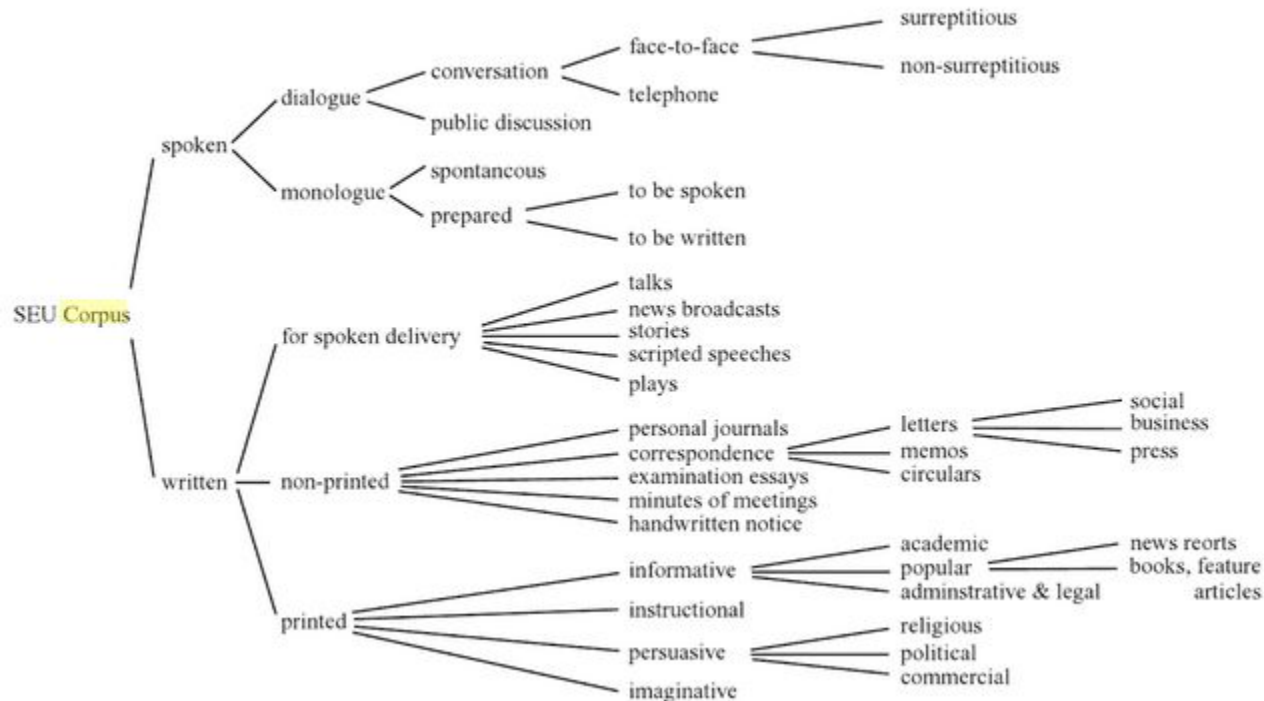 surreptitious
face-to-face
non-surreptitious
conversation
telephone
dialogue
public discussion
spoken
spontancous
monologue
to be spoken
prepared
to be written
SEU Corpus
talks
news broadcasts
for spoken delivery
stories
scripted speeches
plays
social
personal journals
letters
business
correspondence
memos
press
written
non-printed
examination essays
circulars
minutes of meetings
handwritten notice
academic
news reorts
informative
popular
books, feature
adminstrative & legal
articles
instructional
printed
religious
persuasive
political
commercial
imaginative